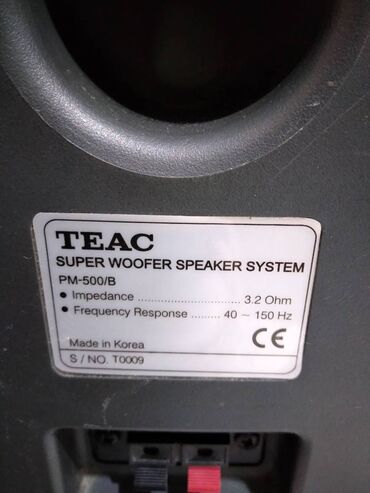 TEAC
SUPER WOOFER SPEAKER SYSTEM
PM-500/B
• Impedance .......................... 3.2 Ohm
• Frequency Response ......... 40 ~ 150 Hz
Made in Korea CE
S / NO. T0009